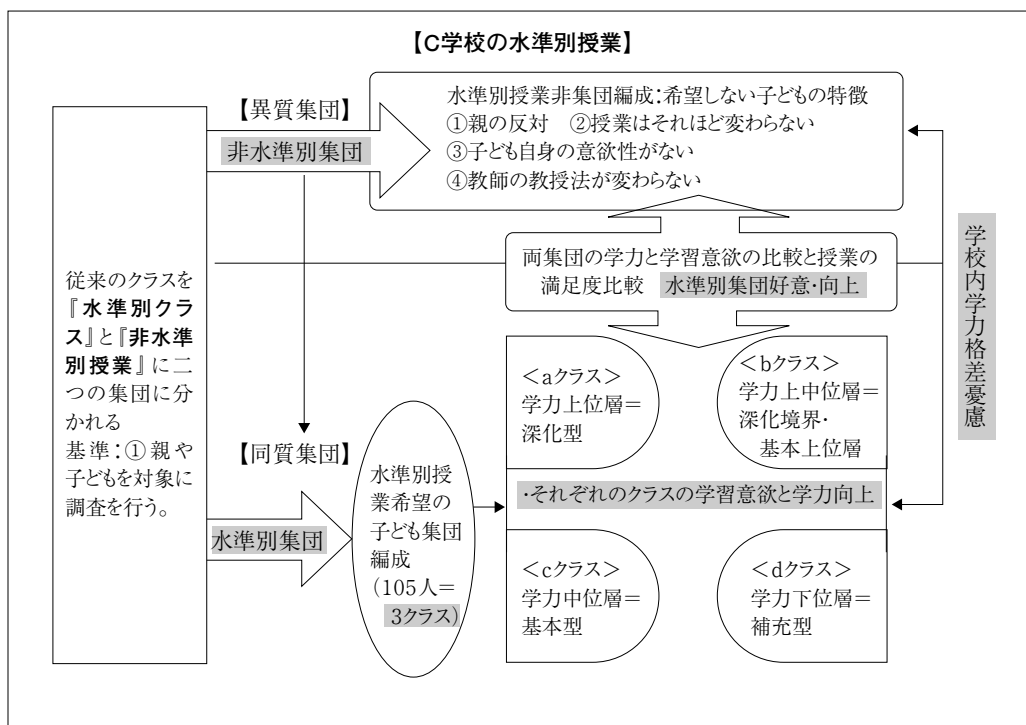 【C学校の水準別授業】
【異質集団】
非水準別集団
水準別授業非集団編成:希望しない子どもの特徴
①親の反対　②授業はそれほど変わらない
③子ども自身の意欲性がない
④教師の教授法が変わらない
両集団の学力と学習意欲の比較と授業の
満足度比較　水準別集団好意･向上
学校内学力格差憂慮
従来のクラスを
『水準別クラ
ス』と『非水準
別授業』に二
つの集団に分
かれる
基準:①親や
子どもを対象に
調査を行う。
【同質集団】
水準別集団
水準別授
業希望の
子ども集団
編成
(105人＝
3クラス)
＜aクラス＞
学力上位層＝
深化型
＜bクラス＞
学力上中位層＝
深化境界･
基本上位層
･それぞれのクラスの学習意欲と学力向上
＜cクラス＞
学力中位層＝
基本型
＜dクラス＞
学力下位層＝
補充型